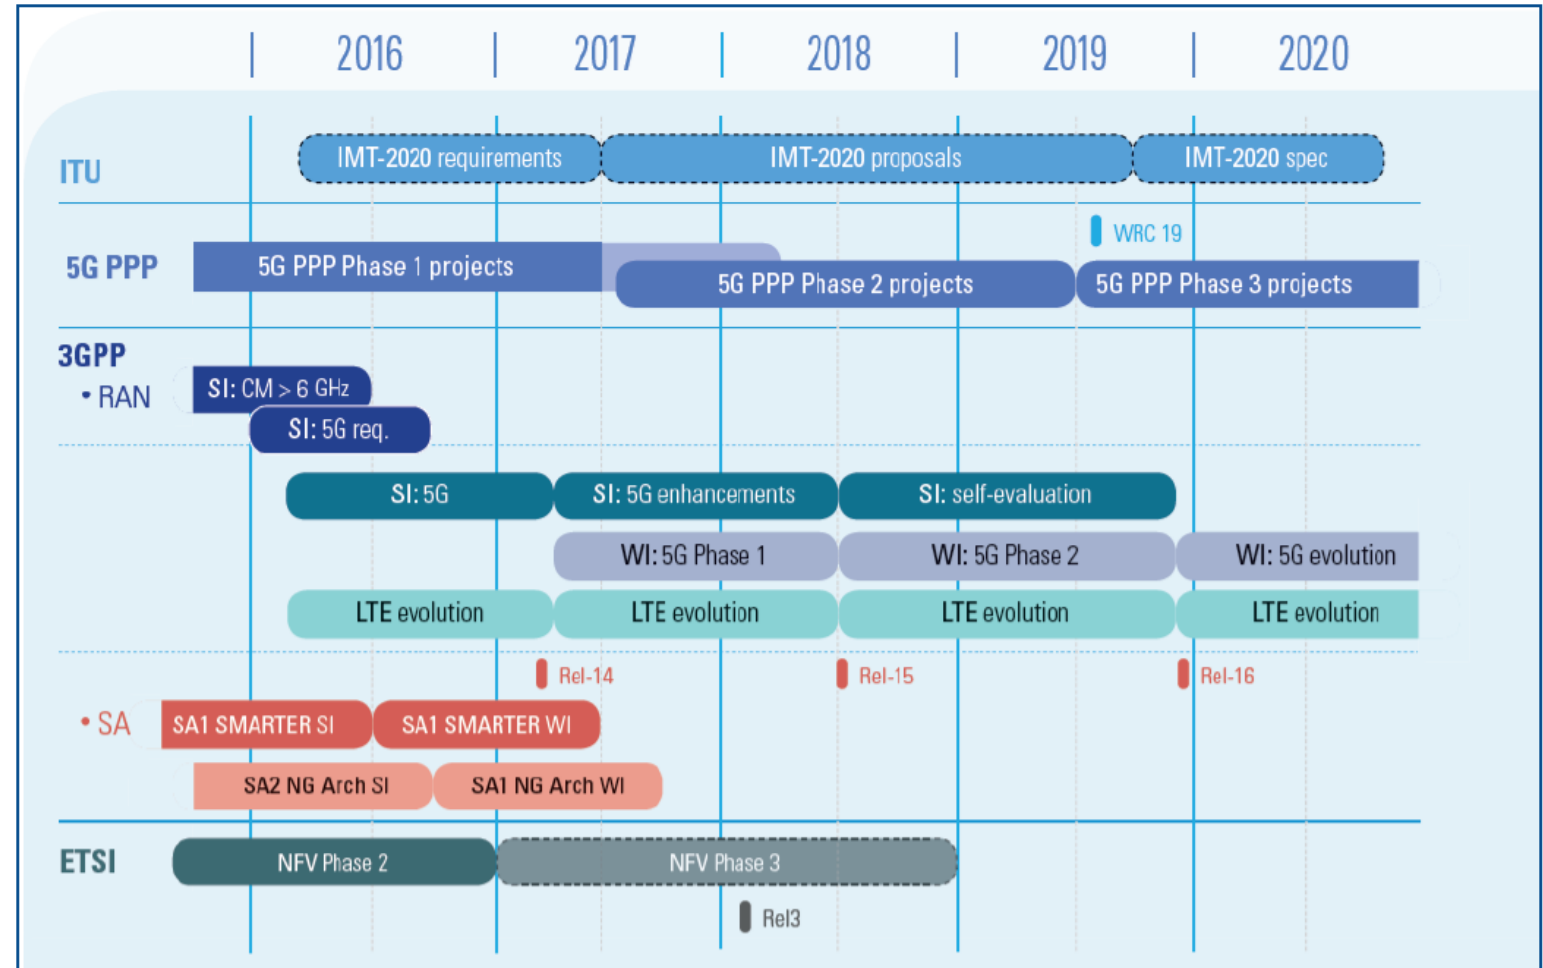 2016 2017 2018 2019 2020
ITU
IMT-2020 requirements
IMT-2020 proposals
IMT-2020 spec
WRC 19
5G PPP
5G PPP Phase 1 projects
5G PPP Phase 2 projects
5G PPP Phase 3 projects
3GPP
• RAN
SI: CM > 6 GHz
SI: 5G req.
SI: 5G
SI: 5G enhancements
SI: self-evaluation
WI: 5G Phase 1
WI: 5G Phase 2
WI: 5G evolution
LTE evolution
LTE evolution
LTE evolution
LTE evolution
Rel-14
Rel-15
Rel-16
• SA
SA1 SMARTER SI
SA1 SMARTER WI
SA2 NG Arch SI
SA1 NG Arch WI
ETSI
NFV Phase 2
NFV Phase 3
Rel3